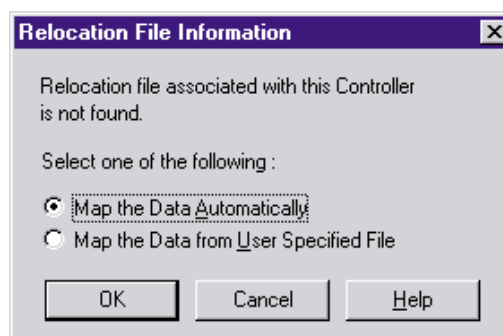 Relocation File Information
Relocation file associated with this Controller
is not found.
Select one of the following :
Map the Data Automatically
Map the Data from User Specified File
OK
Cancel
Help